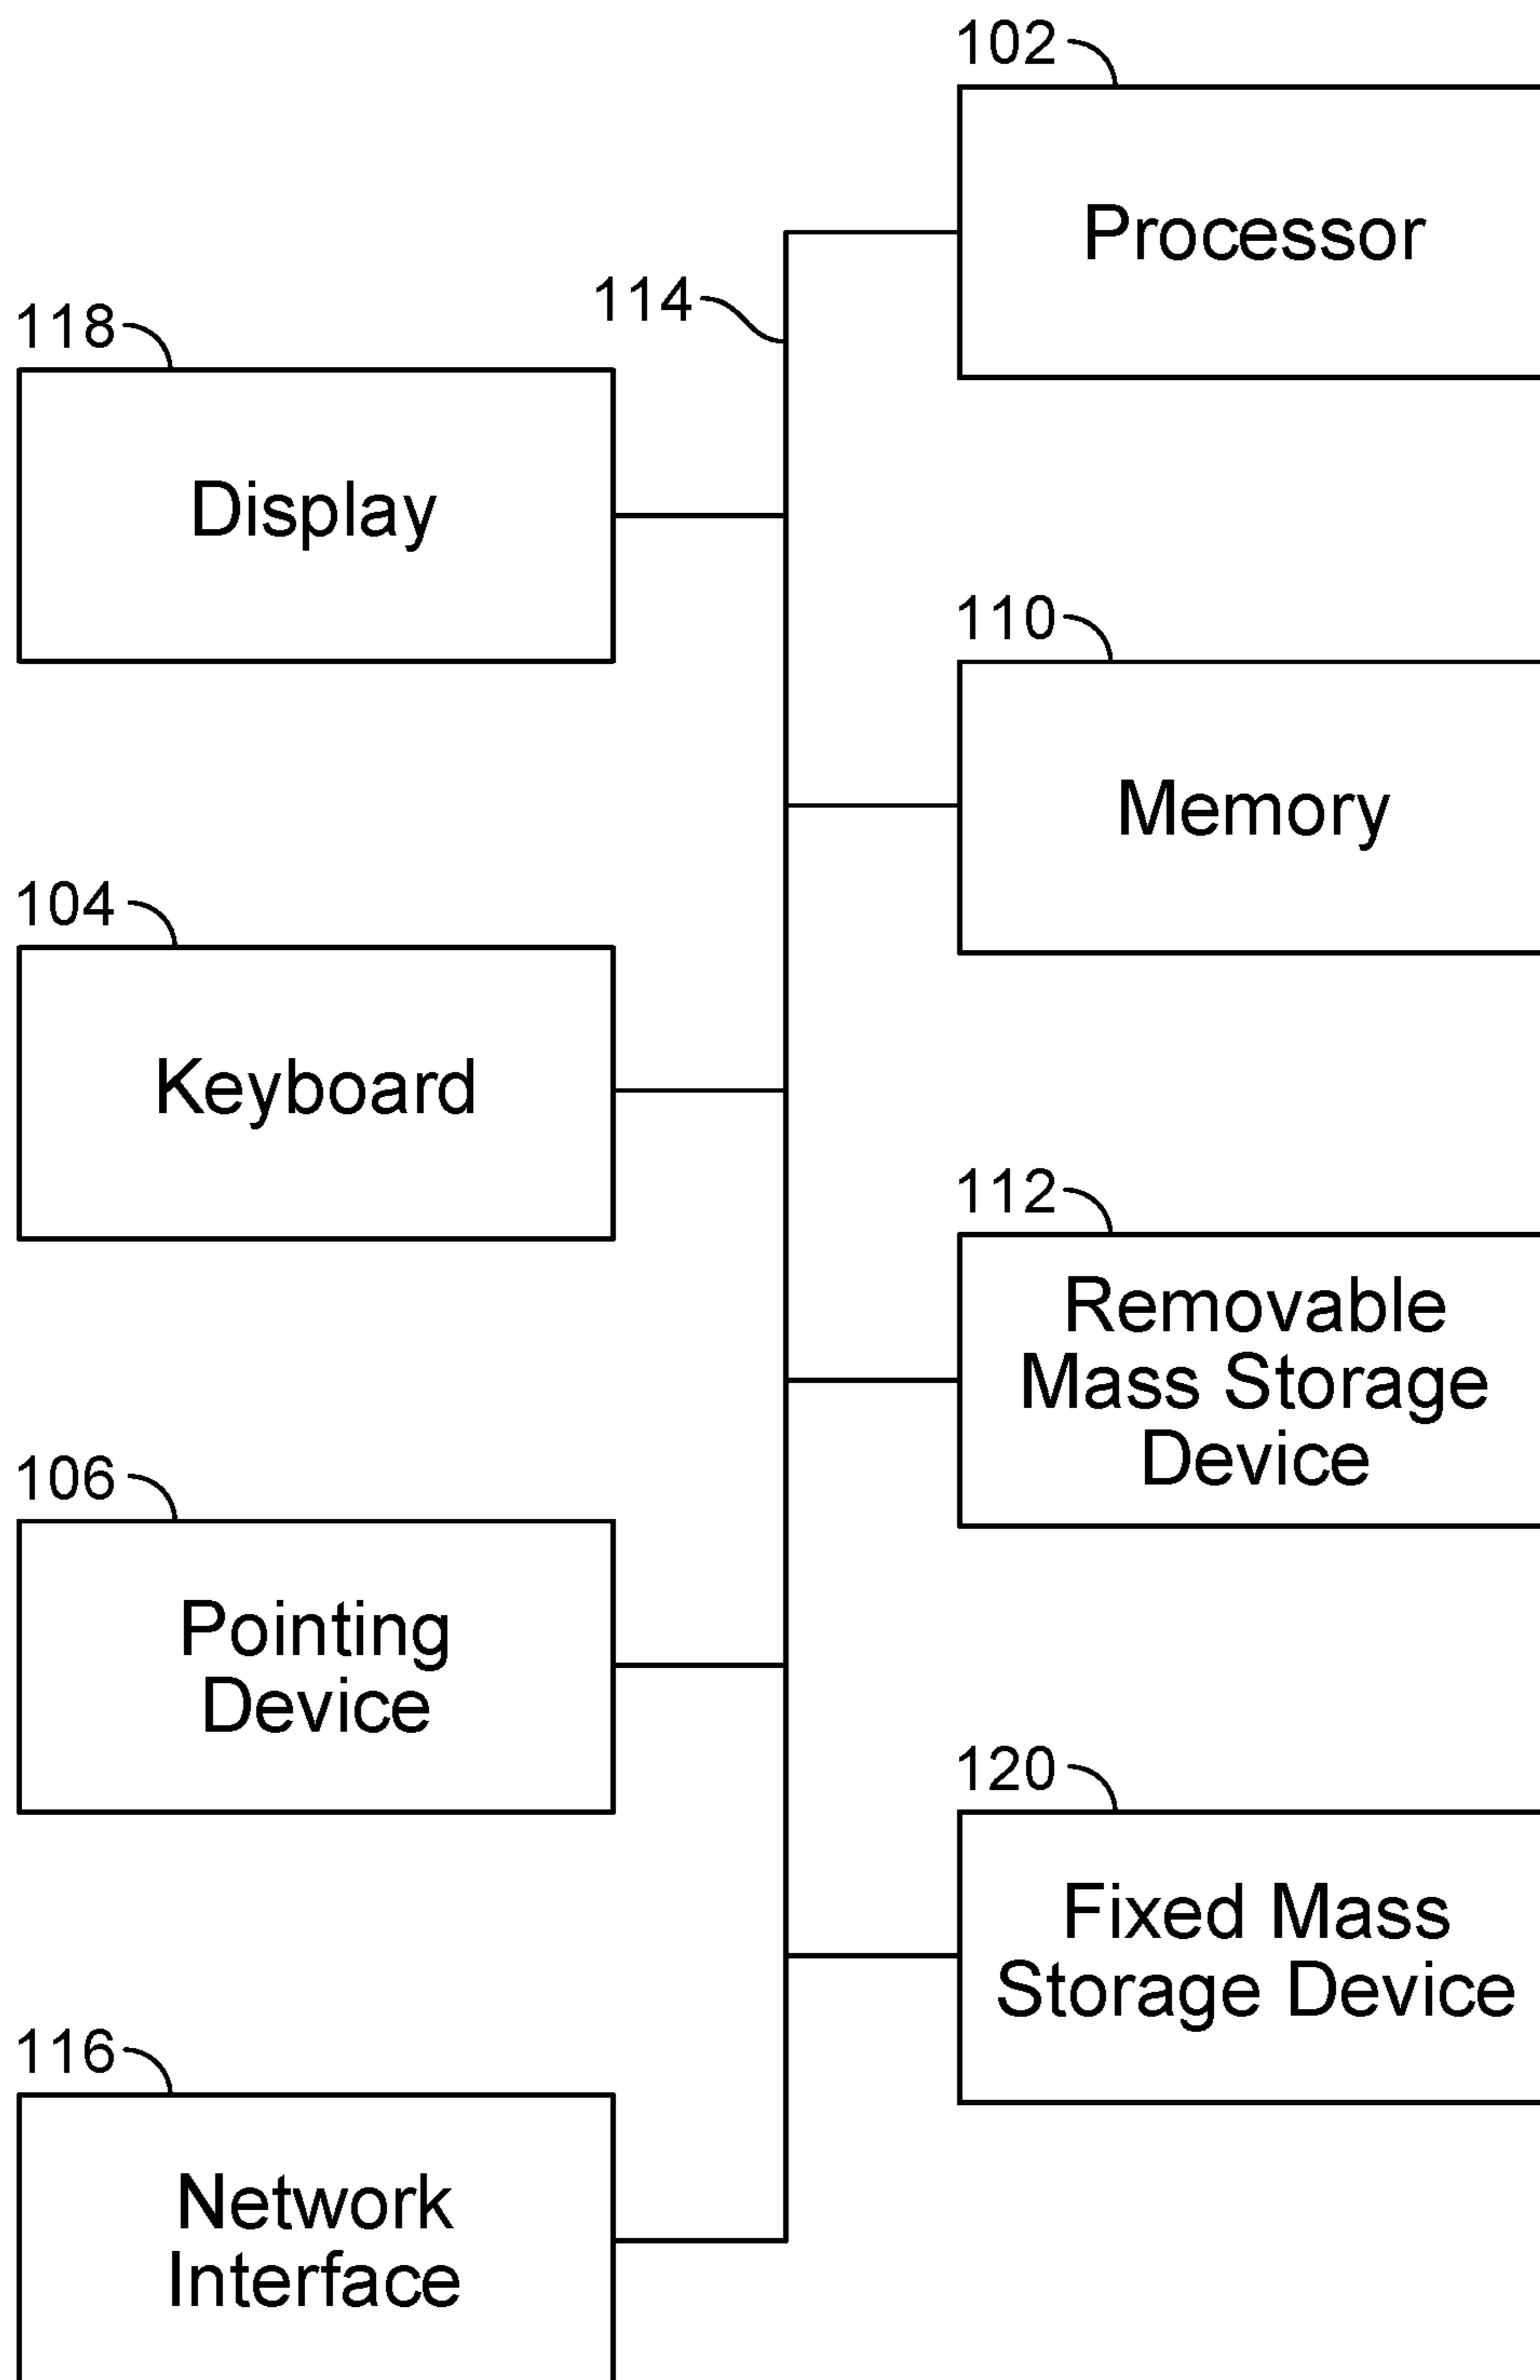 102
Processor
114
118
Display
110
Memory
104
Keyboard
112
Removable
Mass Storage
Device
106
Pointing
Device
120
Fixed Mass
Storage Device
116
Network
Interface